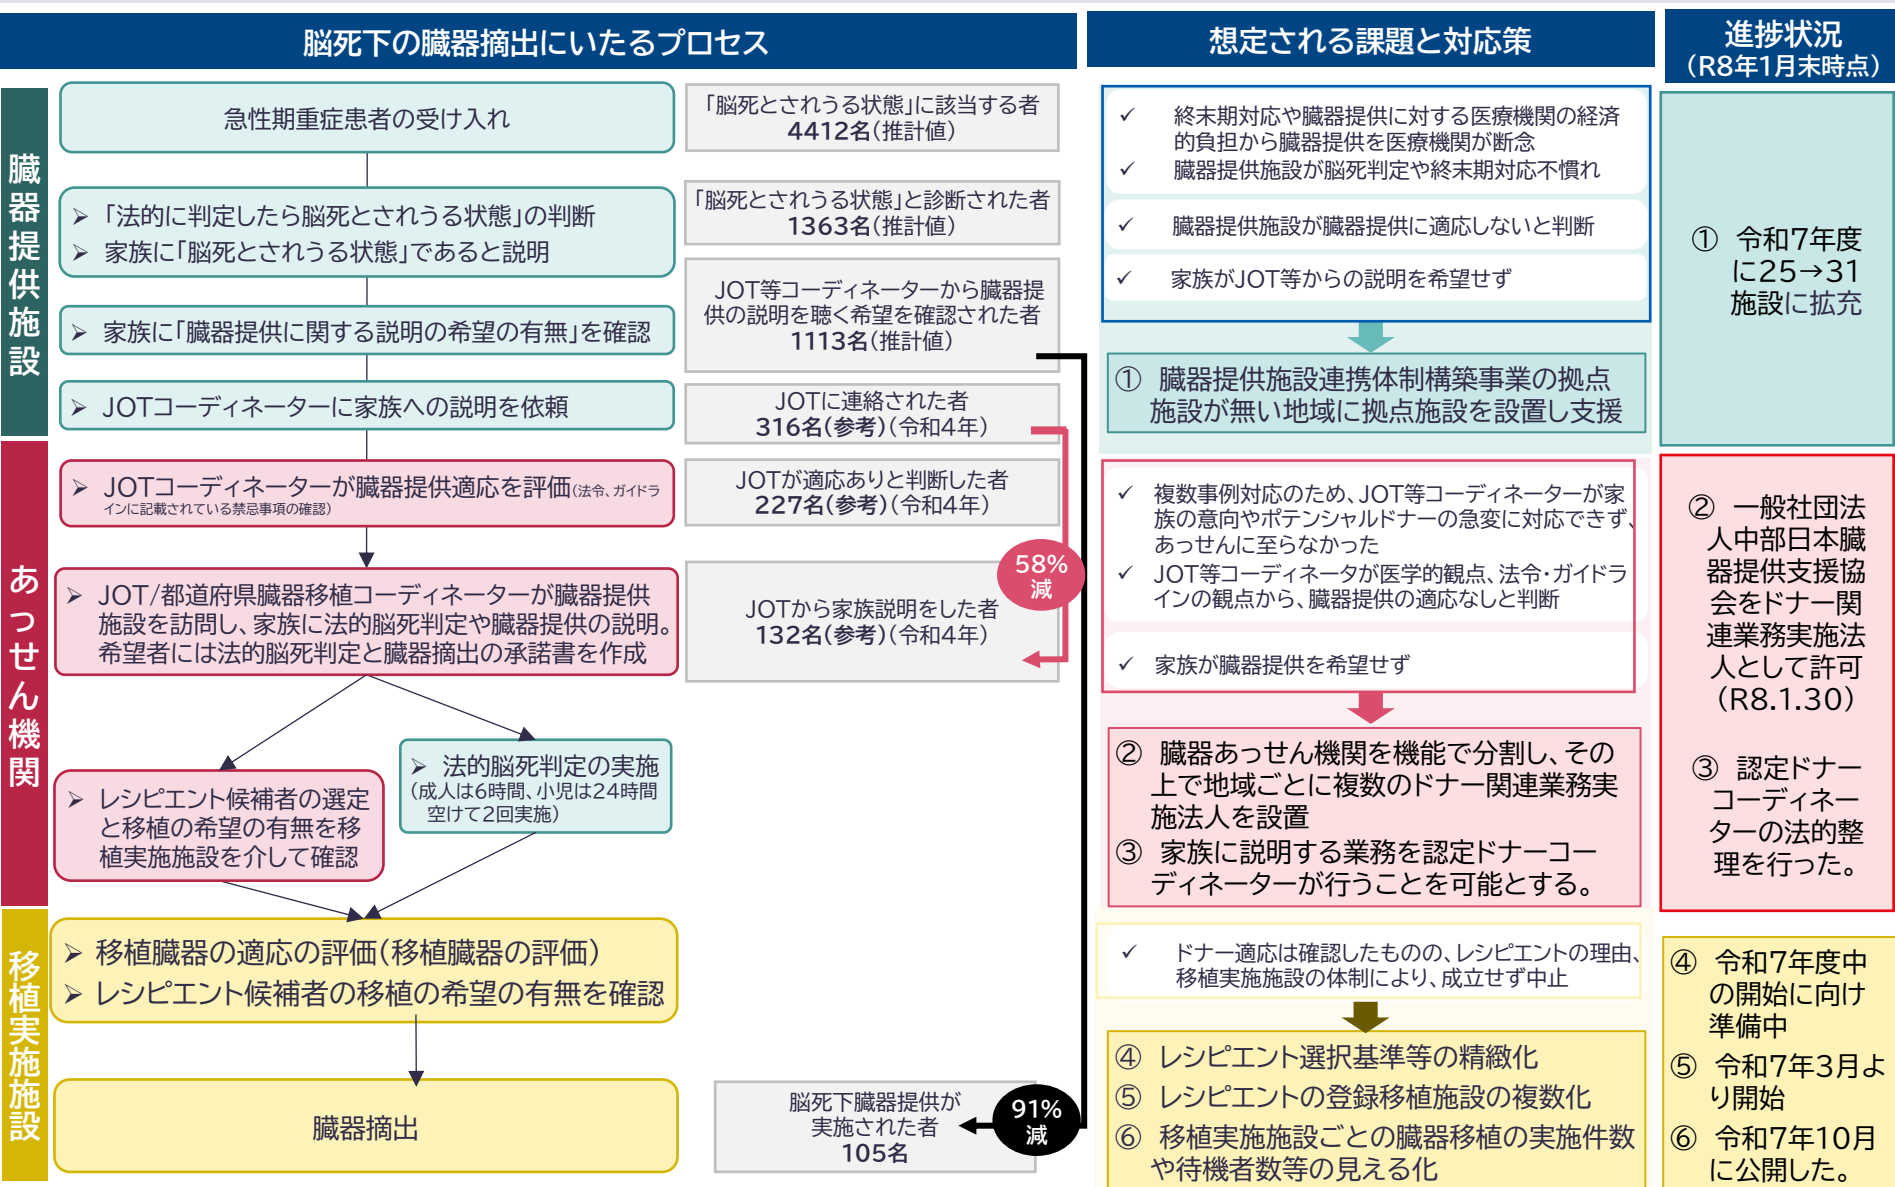 脳死下の臓器摘出にいたるプロセス
臓器提供施設
急性期重症患者の受け入れ
「脳死とされうる状態」に該当する者
4412名(推計値)
➢ 「法的に判定したら脳死とされうる状態」の判断
➢ 家族に「脳死とされうる状態」であると説明
「脳死とされうる状態」と診断された者
1363名(推計値)
➢ 家族に「臓器提供に関する説明の希望の有無」を確認
JOT等コーディネーターから臓器提
供の説明を聴く希望を確認された者
1113名(推計値)
➢ JOTコーディネーターに家族への説明を依頼
JOTに連絡された者
316名(参考)(令和4年)
あっせん機関
➢ JOTコーディネーターが臓器提供適応を評価(法令、ガイドラ
インに記載されている禁忌事項の確認)
JOTが適応ありと判断した者
227名(参考)(令和4年)
➢ JOT/都道府県臓器移植コーディネーターが臓器提供
施設を訪問し、家族に法的脳死判定や臓器提供の説明。
希望者には法的脳死判定と臓器摘出の承諾書を作成
JOTから家族説明をした者
132名(参考)(令和4年)
58%
減
➢ 法的脳死判定の実施
(成人は6時間、小児は24時間
空けて2回実施)
➢ レシピエント候補者の選定
と移植の希望の有無を移
植実施施設を介して確認
移植実施施設
➢ 移植臓器の適応の評価(移植臓器の評価)
➢ レシピエント候補者の移植の希望の有無を確認
臓器摘出
脳死下臓器提供が
実施された者
105名
91%
減
想定される課題と対応策
✓ 終末期対応や臓器提供に対する医療機関の経済
的負担から臓器提供を医療機関が断念
✓ 臓器提供施設が脳死判定や終末期対応不慣れ
✓ 臓器提供施設が臓器提供に適応しないと判断
✓ 家族がJOT等からの説明を希望せず
① 臓器提供施設連携体制構築事業の拠点
施設が無い地域に拠点施設を設置し支援
✓ 複数事例対応のため、JOT等コーディネーターが家
族の意向やポテンシャルドナーの急変に対応できず、
あっせんに至らなかった
✓ JOT等コーディネータが医学的観点、法令・ガイドラ
インの観点から、臓器提供の適応なしと判断
✓ 家族が臓器提供を希望せず
② 臓器あっせん機関を機能で分割し、その
上で地域ごとに複数のドナー関連業務実
施法人を設置
③ 家族に説明する業務を認定ドナーコー
ディネーターが行うことを可能とする。
✓ ドナー適応は確認したものの、レシピエントの理由、
移植実施施設の体制により、成立せず中止
④ レシピエント選択基準等の精緻化
⑤ レシピエントの登録移植施設の複数化
⑥ 移植実施施設ごとの臓器移植の実施件数
や待機者数等の見える化
進捗状況
(R8年1月末時点)
① 令和7年度
に25→31
施設に拡充
② 一般社団法
人中部日本臓
器提供支援協
会をドナー関
連業務実施法
人として許可
(R8.1.30)
③ 認定ドナー
コーディネー
ターの法的整
理を行った。
④ 令和7年度中
の開始に向け
準備中
⑤ 令和7年3月よ
り開始
⑥ 令和7年10月
に公開した。